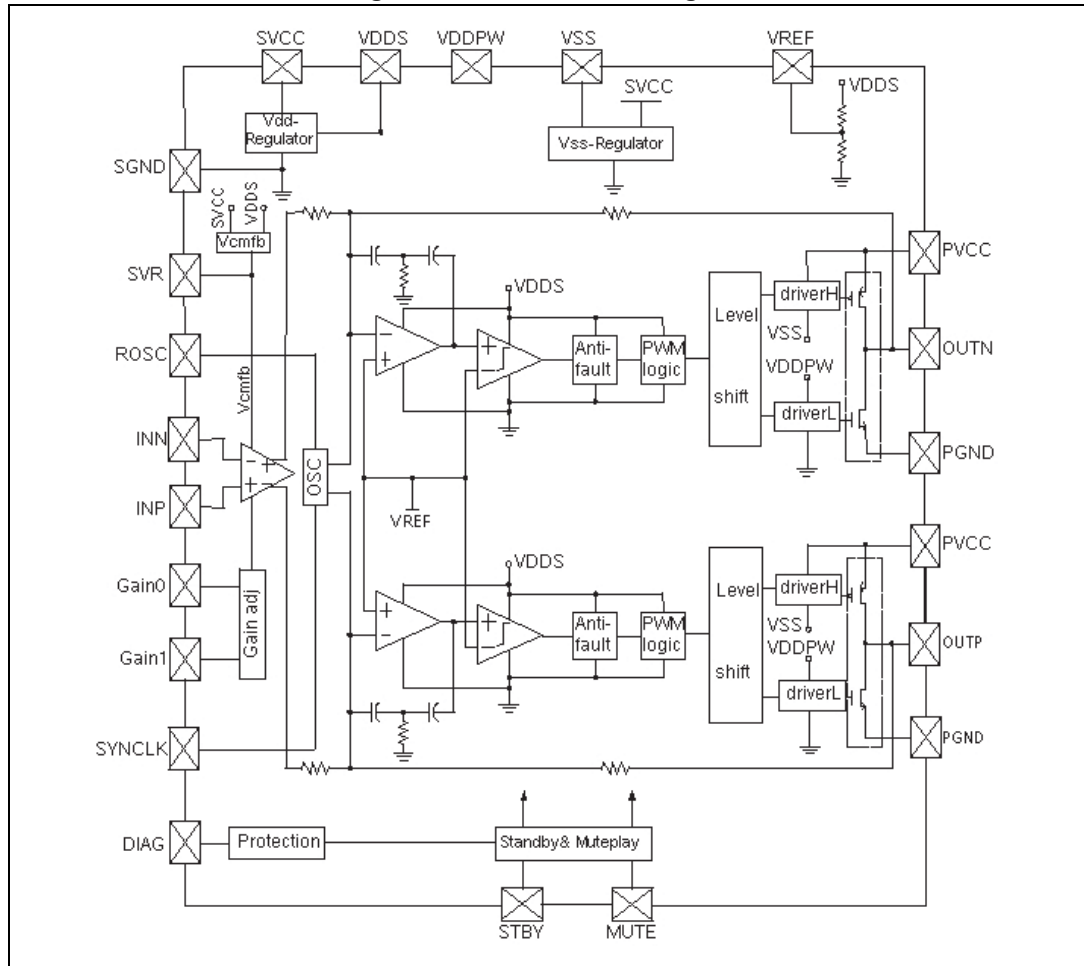 SVCC
VDDS
VDDPW
VSS
VREF
SVCC
VDDS
Vdd-
Regulator
Vss-Regulator
SGND
SVCC
VDDS
Vcmfb
SVR
PVCC
VDDS
driverH
ROSC
Level
shift
VSS
OUTN
Vcmfb
Anti-
fault
PWM
logic
VDDPW
driverL
INN
PGND
OSC
INP
VREF
PVCC
VDDS
Gain0
Gain adj
Level
shift
driverH
Anti-
fault
PWM
logic
VSS
VDDPW
OUTP
Gain1
driverL
SYNCLK
PGND
DIAG
Protection
Standby& Muteplay
STBY
MUTE